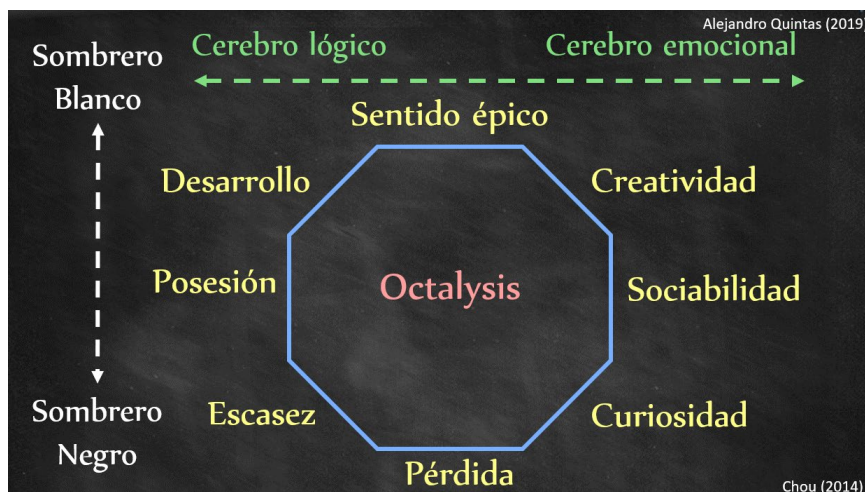 Alejandro Quintas (2019)
Sombrero
Blanco
Cerebro lógico
Cerebro emocional
Sentido épico
Desarrollo
Creatividad
Posesión
Octalysis
Sociabilidad
Sombrero
Negro
Escasez
Curiosidad
Pérdida
Chou (2014)